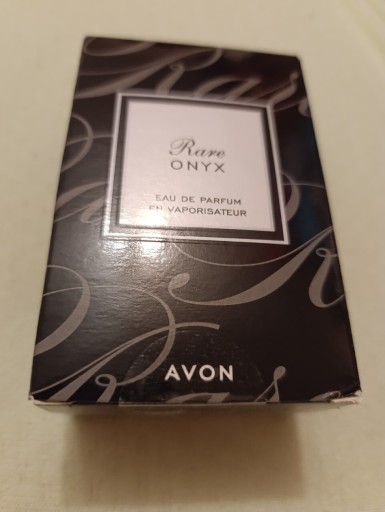 Rare
ONYX
EAU DE PARFUM
EN VAPORISATEUR
AVON